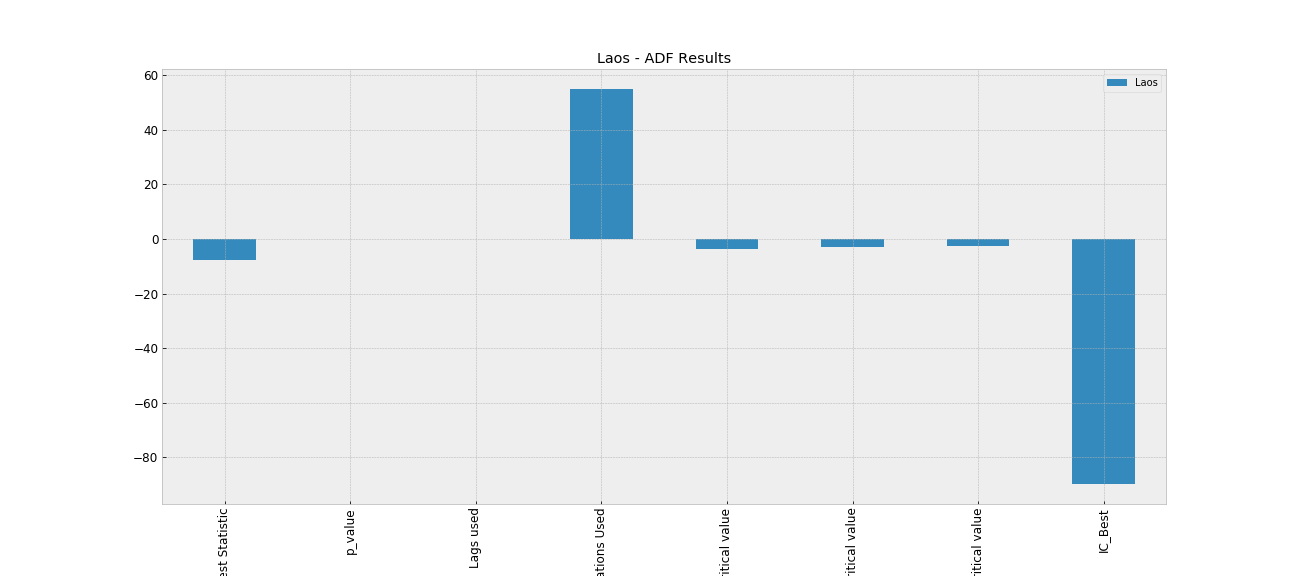 Laos - ADF Results
Laos
60
40
20
0
−20
−40
−60
−80
est Statistic
p_value
Lags used
ations Used
ritical value
ritical value
ritical value
IC_Best